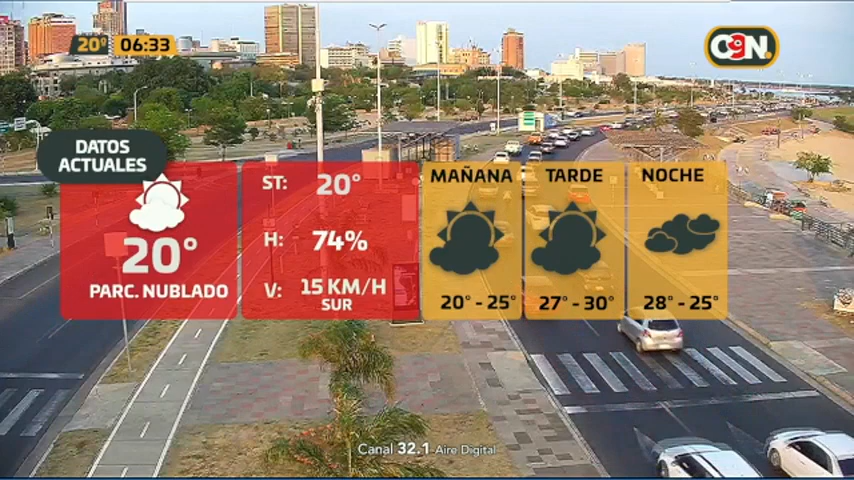 20º 06:33
C9N.
DATOS
ACTUALES
20°
PARC. NUBLADO
ST: 20°
H: 74%
V: 15 KM/H
SUR
MAÑANA
20° - 25°
TARDE
27° - 30°
NOCHE
28° - 25°
Canal 32.1 Aire Digital